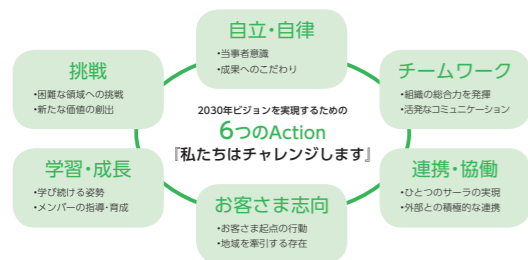 自立・自律
・当事者意識
・成果へのこだわり
挑戦
・困難な領域への挑戦
・新たな価値の創出
チームワーク
・組織の総合力を発揮
・活発なコミュニケーション
2030年ビジョンを実現するための
6つのAction
『私たちはチャレンジします』
学習・成長
・学び続ける姿勢
・メンバーの指導・育成
連携・協働
・ひとつのサーラの実現
・外部との積極的な連携
お客さま志向
・お客さま起点の行動
・地域を牽引する存在